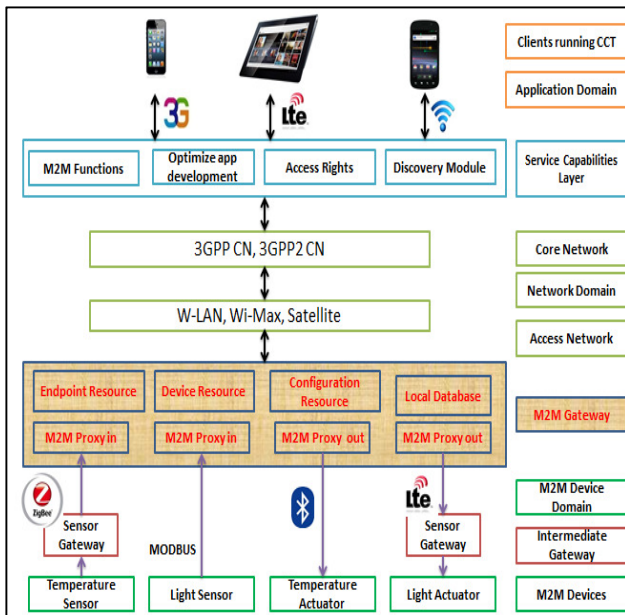 Clients running CCT
3G
LTE
Application Domain
M2M Functions
Optimize app
development
Access Rights
Discovery Module
Service Capabilities
Layer
3GPP CN, 3GPP2 CN
Core Network
Network Domain
W-LAN, Wi-Max, Satellite
Access Network
Endpoint Resource
Device Resource
Configuration
Resource
Local Database
M2M Gateway
M2M Proxy in
M2M Proxy in
M2M Proxy out
M2M Proxy out
ZigBee
LTE
M2M Device
Domain
Sensor
Gateway
MODBUS
Sensor
Gateway
Intermediate
Gateway
Temperature
Sensor
Light Sensor
Temperature
Actuator
Light Actuator
M2M Devices